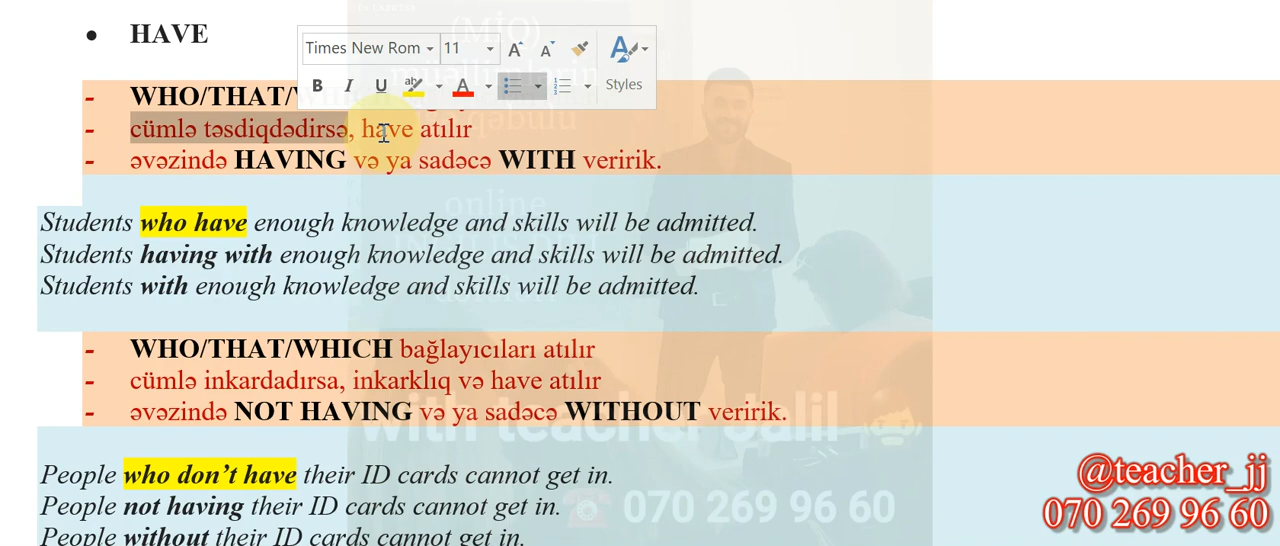 • HAVE
Times New Rom 11
B I U A Styles
- WHO/THAT/
- cümlə təsdiqdədirsə, have atılır
- əvəzində HAVING və ya sadəcə WITH veririk.
online
Students who have enough knowledge and skills will be admitted.
Students having with enough knowledge and skills will be admitted.
Students with enough knowledge and skills will be admitted.
- WHO/THAT/WHICH bağlayıcıları atılır
- cümlə inkardadırsa, inkarklıq və have atılır
- əvəzində NOT HAVING və ya sadəcə WITHOUT veririk.
with teacher Jalil
People who don’t have their ID cards cannot get in.
People not having their ID cards cannot get in.
People without their ID cards cannot get in.
070 269 96 60
@teacher_jj
070 269 96 60